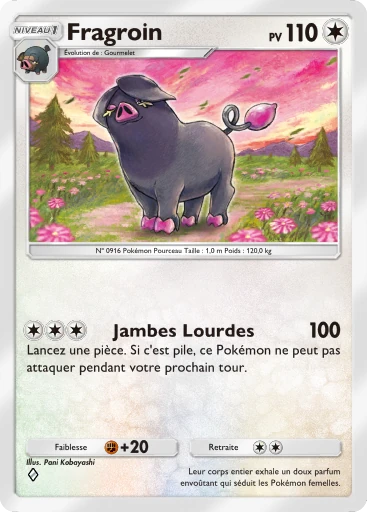 NIVEAU 1
Fragroin
PV 110
Évolution de : Gourmelet
N° 0916 Pokémon Pourceau Taille : 1,0 m Poids : 120,0 kg
Jambes Lourdes 100
Lancez une pièce. Si c'est pile, ce Pokémon ne peut pas
attaquer pendant votre prochain tour.
Faiblesse +20
Retraite
Illus. Pani Kobayashi
Leur corps entier exhale un doux parfum
envoûtant qui séduit les Pokémon femelles.